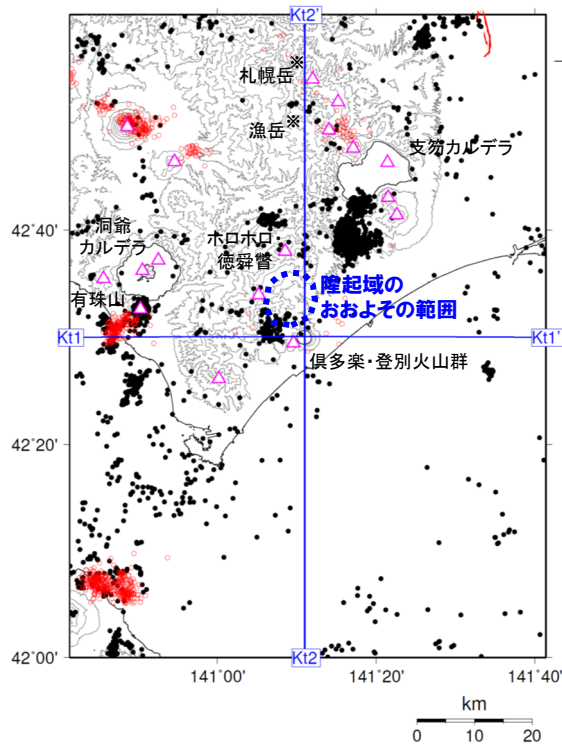 Kt2'
札幌岳
※
漁岳
※
支笏カルデラ
42°40'
洞爺
カルデラ
ホロホロ
徳舜瞥
隆起域の
おおよその範囲
有珠山
Kt1
Kt1'
倶多楽・登別火山群
42°20'
42°00'
Kt2
141°00'
141°20'
141°40'
km
0 10 20